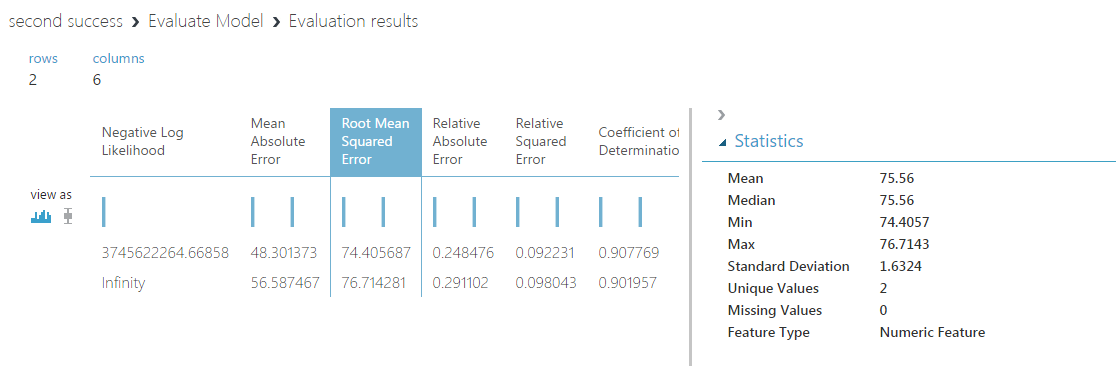 second success > Evaluate Model > Evaluation results
rows columns
2 6
Negative Log Likelihood
Mean Absolute Error
Root Mean Squared Error
Relative Absolute Error
Relative Squared Error
Coefficient of Determinatio
view as
3745622264.66858 48.301373 74.405687 0.248476 0.092231 0.907769
Infinity 56.587467 76.714281 0.291102 0.098043 0.901957
>
Statistics
Mean 75.56
Median 75.56
Min 74.4057
Max 76.7143
Standard Deviation 1.6324
Unique Values 2
Missing Values 0
Feature Type Numeric Feature